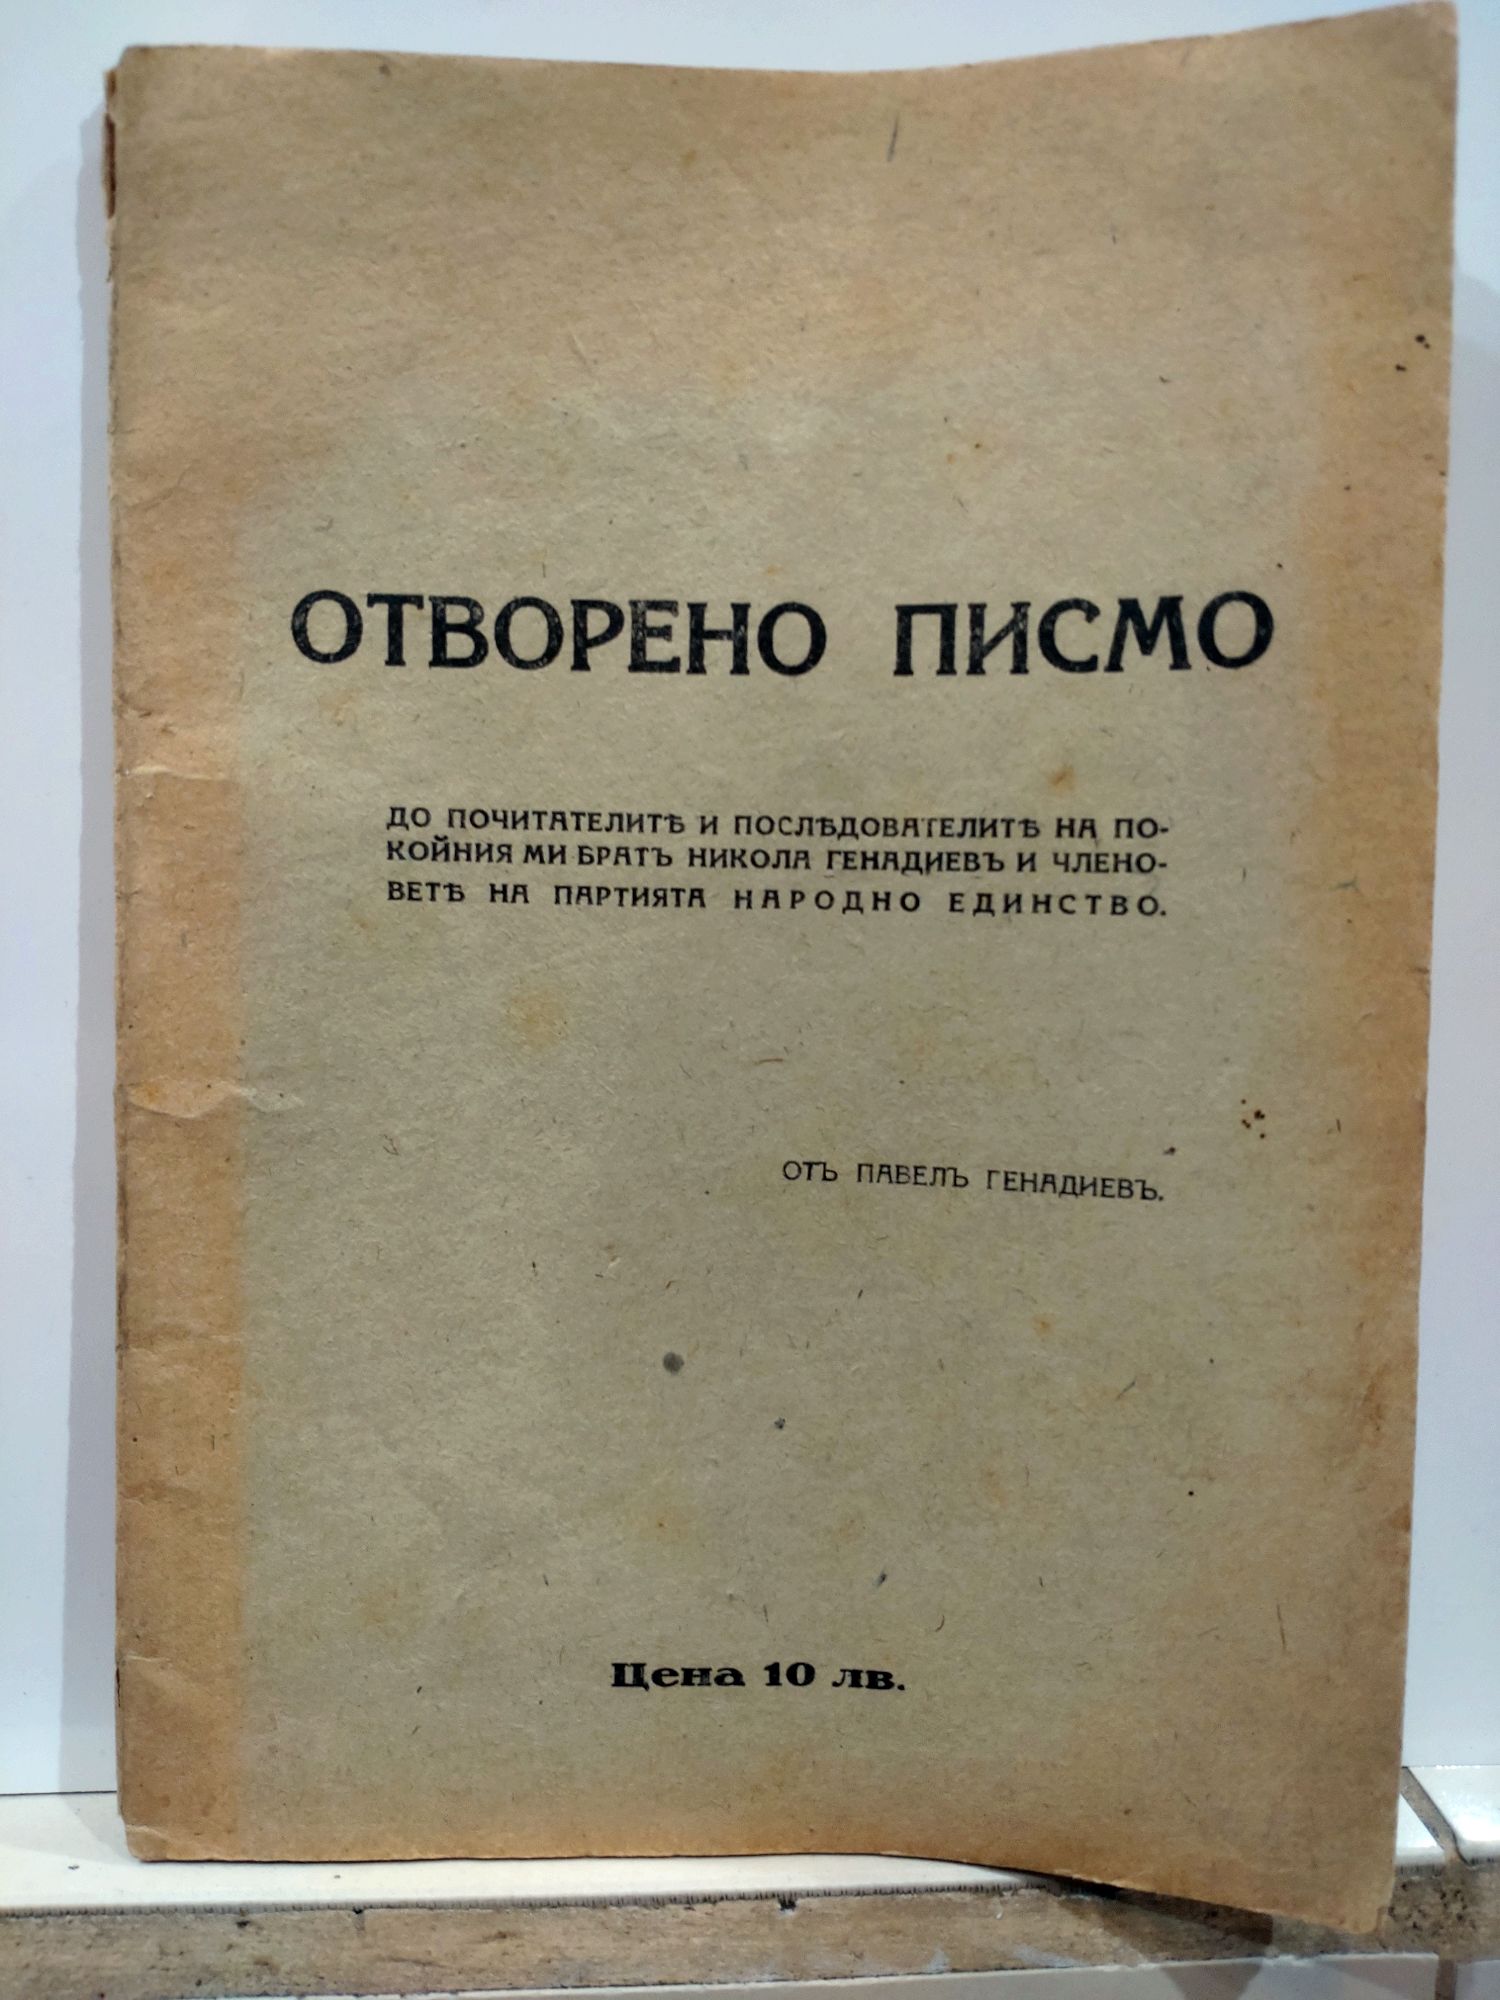 ОТВОРЕНО ПИСМО
ДО ПОЧИТАТЕЛИТѢ И ПОСЛѢДОВАТЕЛИТѢ НА ПО-
КОЙНИЯ МИ БРАТЪ НИКОЛА ГЕНАДИЕВЪ И ЧЛЕНО-
ВЕТѢ НА ПАРТИЯТА НАРОДНО ЕДИНСТВО.
ОТЪ ПАВЕЛЪ ГЕНАДИЕВЪ.
Цена 10 лв.